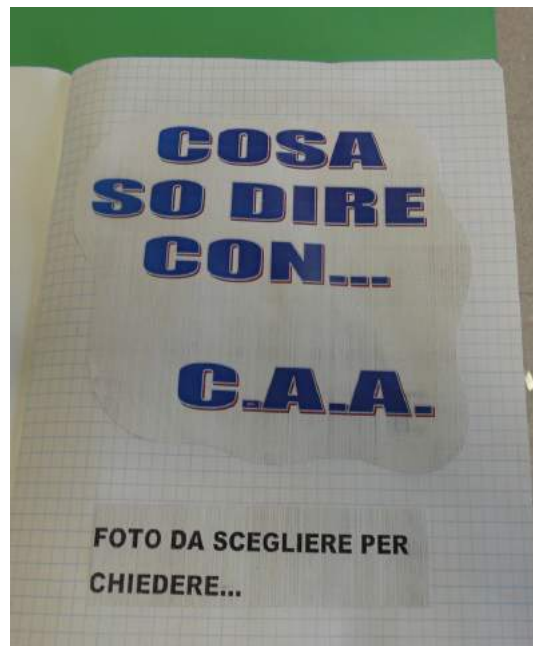 COSA
SO DIRE
CON...
C.A.A.
FOTO DA SCEGLIERE PER
CHIEDERE...